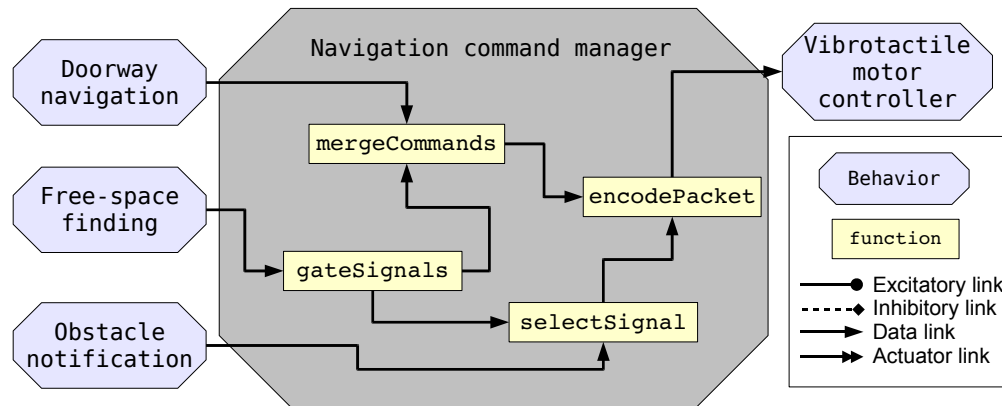 Navigation command manager
Doorway
navigation
Vibrotactile
motor
controller
mergeCommands
Free-space
finding
encodePacket
gateSignals
selectSignal
Obstacle
notification
Behavior
function
Excitatory link
Inhibitory link
Data link
Actuator link